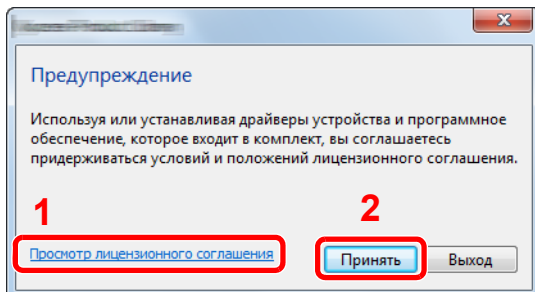 Предупреждение
Используя или устанавливая драйверы устройства и программное
обеспечение, которое входит в комплект, вы соглашаетесь
придерживаться условий и положений лицензионного соглашения.
1
2
Просмотр лицензионного соглашения
Принять
Выход